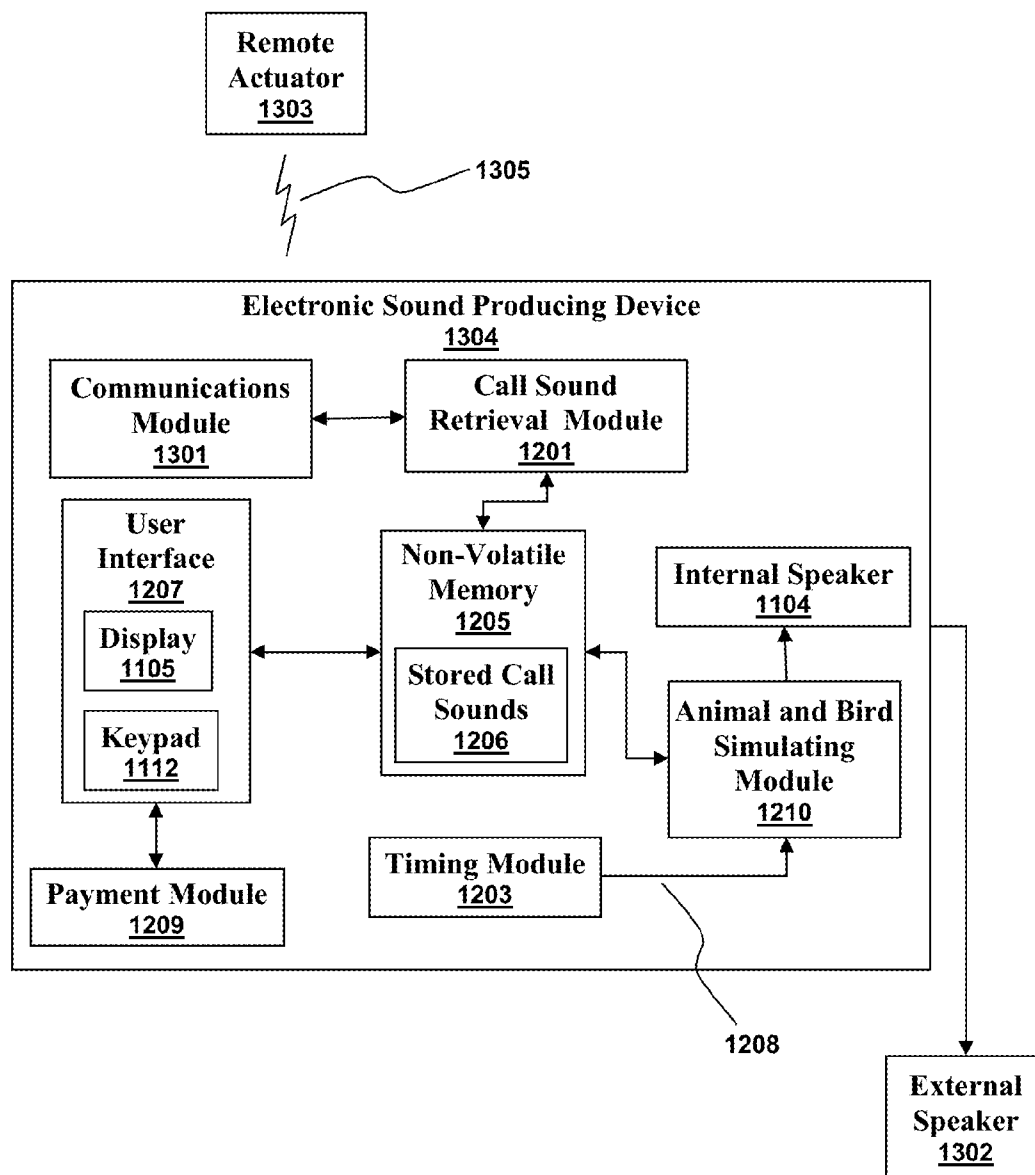 Remote
Actuator
1303
1305
Electronic Sound Producing Device
1304
Communications
Module
1301
Call Sound
Retrieval Module
1201
User
Interface
1207
Display
1105
Keypad
1112
Non-Volatile
Memory
1205
Stored Call
Sounds
1206
Internal Speaker
1104
Animal and Bird
Simulating
Module
1210
Timing Module
1203
Payment Module
1209
1208
External
Speaker
1302